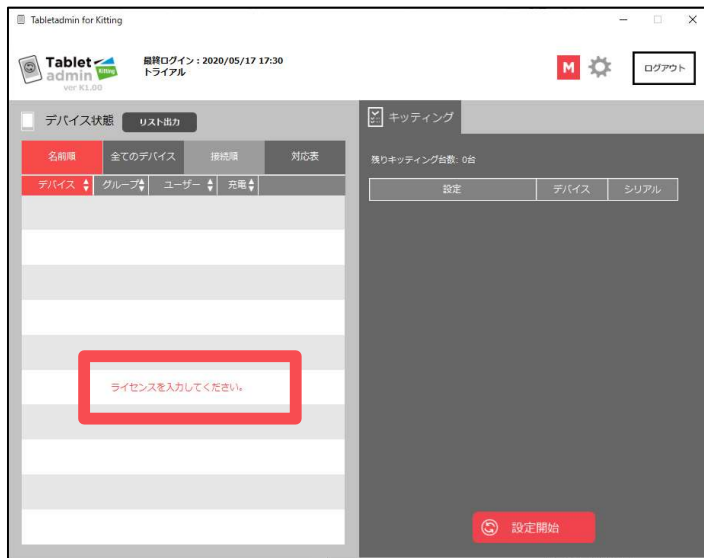 Tabletadmin for Kitting
Tablet
admin Kitting
ver K1.00
最終ログイン：2020/05/17 17:30
トライアル
M
ログアウト
デバイス状態
リスト出力
名前順
全てのデバイス
接続順
対応表
デバイス
グループ
ユーザー
充電
ライセンスを入力してください。
キッティング
残りキッティング台数: 0台
設定
デバイス
シリアル
設定開始